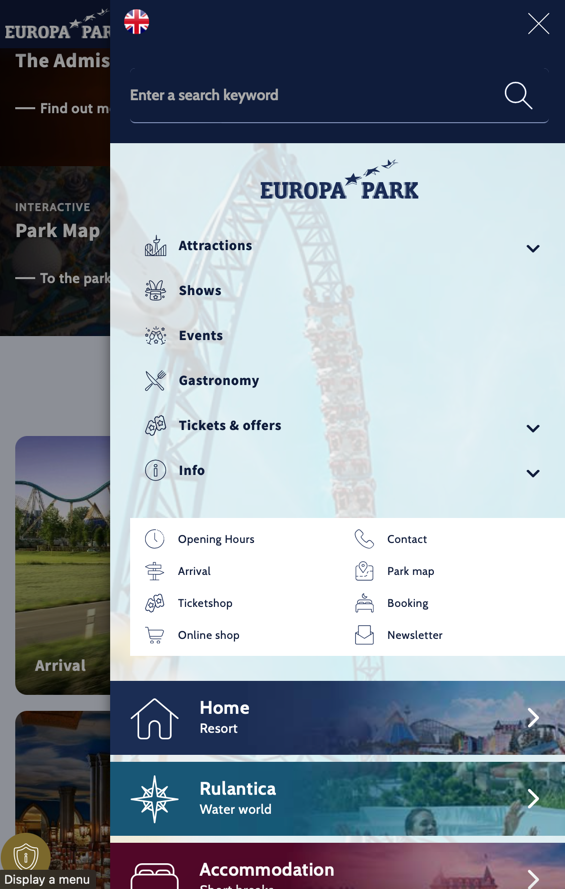 EUROPA PARK
The Admis
Find out m
INTERACTIVE
Park Map
To the park
Arrival
Display a menu
Enter a search keyword
EUROPA PARK
Attractions
Shows
Events
Gastronomy
Tickets & offers
Info
Opening Hours
Contact
Arrival
Park map
Ticketshop
Booking
Online shop
Newsletter
Home
Resort
Rulantica
Water world
Accommodation
Short breaks